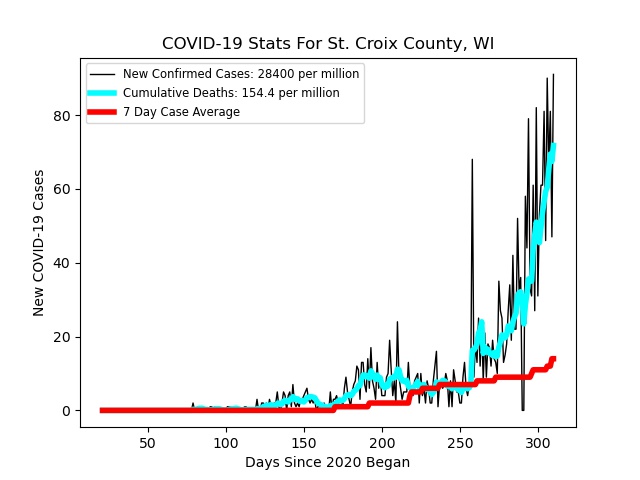 COVID-19 Stats For St. Croix County, WI
New Confirmed Cases: 28400 per million
Cumulative Deaths: 154.4 per million
7 Day Case Average
New COVID-19 Cases
80
60
40
20
0
50 100 150 200 250 300
Days Since 2020 Began